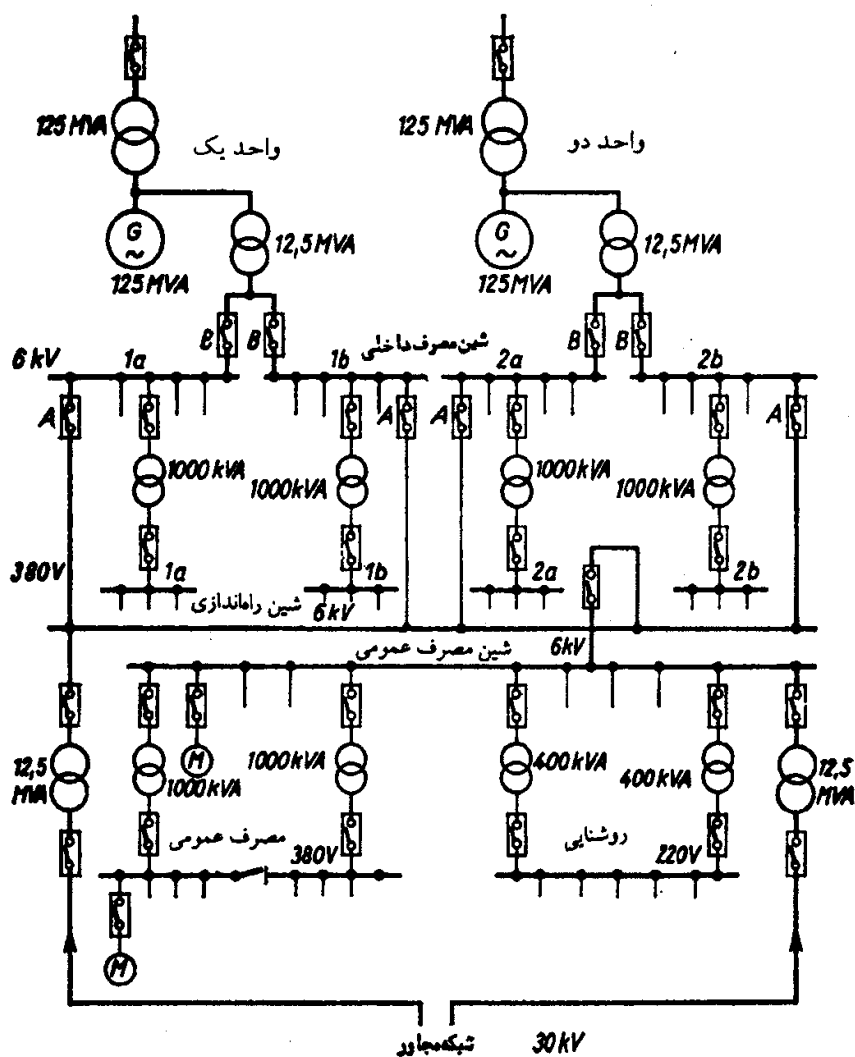 125 MVA
واحد یک
125 MVA
واحد دو
G
~
125 MVA
12,5 MVA
G
~
125 MVA
12,5 MVA
B
B
شین مصرف داخلی
B
B
6 kV
1a
1b
2a
2b
A
A
A
A
1000 kVA
1000 kVA
1000 kVA
1000 kVA
380V
1a
1b
2a
2b
شین راه‌اندازی
6 kV
شین مصرف عمومی
6kV
12,5
MVA
1000 kVA
M
1000 kVA
400 kVA
400 kVA
12,5
MVA
مصرف عمومی
380V
روشنایی
220V
M
شبکه مجاور
30 kV